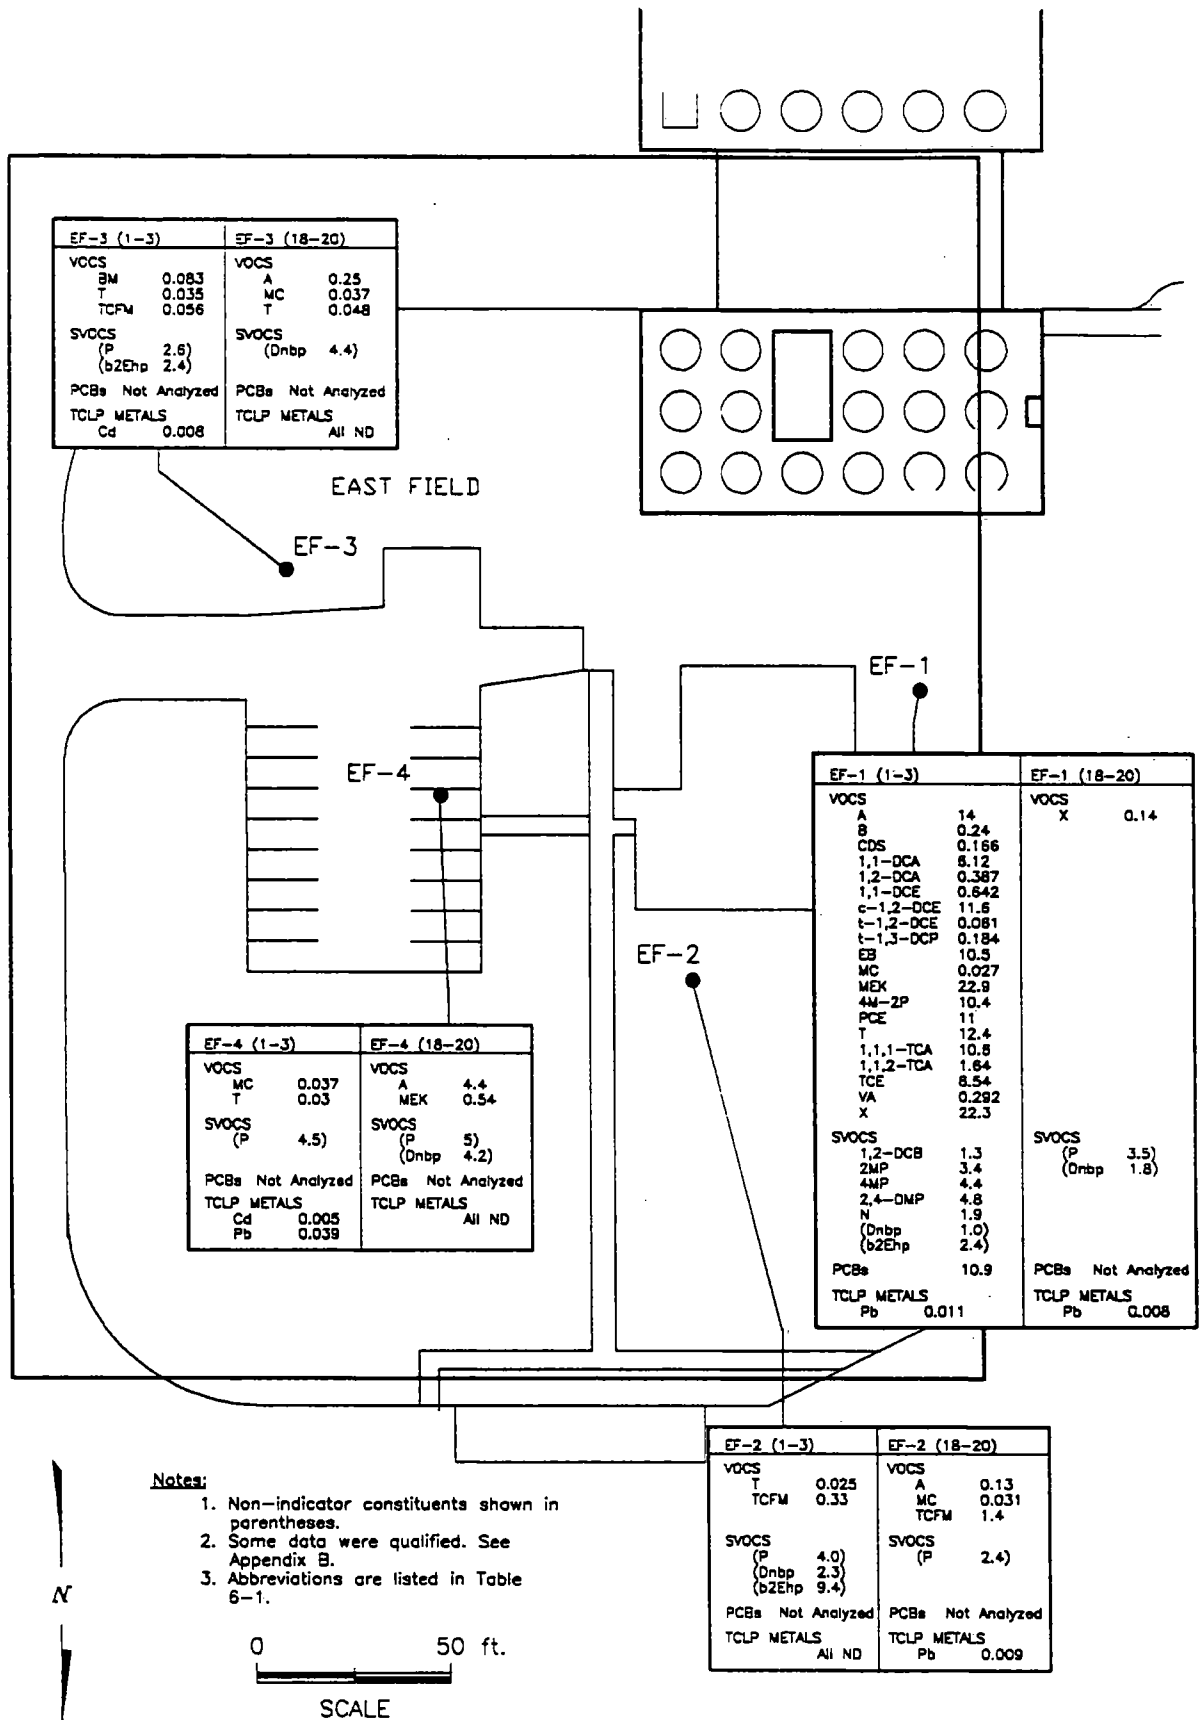 EF-3 (1-3) EF-3 (18-20)
VOCS VOCS
BM 0.083 A 0.25
T 0.035 MC 0.037
TCFM 0.056 T 0.048
SVOCS SVOCS
(P 2.6) (Dnbp 4.4)
(b2Ehp 2.4)
PCBs Not Analyzed PCBs Not Analyzed
TCLP METALS TCLP METALS
Cd 0.008 All ND
EAST FIELD
EF-3
EF-1
EF-4
EF-2
EF-1 (1-3) EF-1 (18-20)
VOCS VOCS
A 14 X 0.14
B 0.24
CDS 0.166
1,1-DCA 6.12
1,2-DCA 0.387
1,1-DCE 0.642
c-1,2-DCE 11.6
t-1,2-DCE 0.061
t-1,3-DCP 0.184
EB 10.5
MC 0.027
MEK 22.9
4M-2P 10.4
PCE 11
T 12.4
1,1,1-TCA
1,1,2-TCA 1.64
TCE
VA 0.292
X 22.3
SVOCS SVOCS
1,2-DCB 1.3 (P 3.5)
2MP 3.4 (Dnbp 1.8)
4MP 4.4
2,4-DMP 4.8
N 1.9
(Dnbp 1.0)
(b2Ehp 2.4)
PCBs 10.9 PCBs Not Analyzed
TCLP METALS TCLP METALS
Pb 0.011 Pb 0.008
EF-4 (1-3) EF-4 (18-20)
VOCS VOCS
MC 0.037 A 4.4
T 0.03 MEK 0.54
SVOCS SVOCS
(P 4.5) (P 5)
(Dnbp 4.2)
PCBs Not Analyzed PCBs Not Analyzed
TCLP METALS TCLP METALS
Cd 0.005 All ND
Pb 0.039
EF-2 (1-3) EF-2 (18-20)
VOCS VOCS
T 0.025 A 0.13
TCFM 0.33 MC 0.031
TCFM 1.4
SVOCS SVOCS
(P 4.0) (P 2.4)
(Dnbp 2.3)
(b2Ehp 9.4)
PCBs Not Analyzed PCBs Not Analyzed
TCLP METALS TCLP METALS
All ND Pb 0.009
Notes:
1. Non-indicator constituents shown in
parentheses.
2. Some data were qualified. See
Appendix B.
3. Abbreviations are listed in Table
6-1.
N
0 50 ft.
SCALE